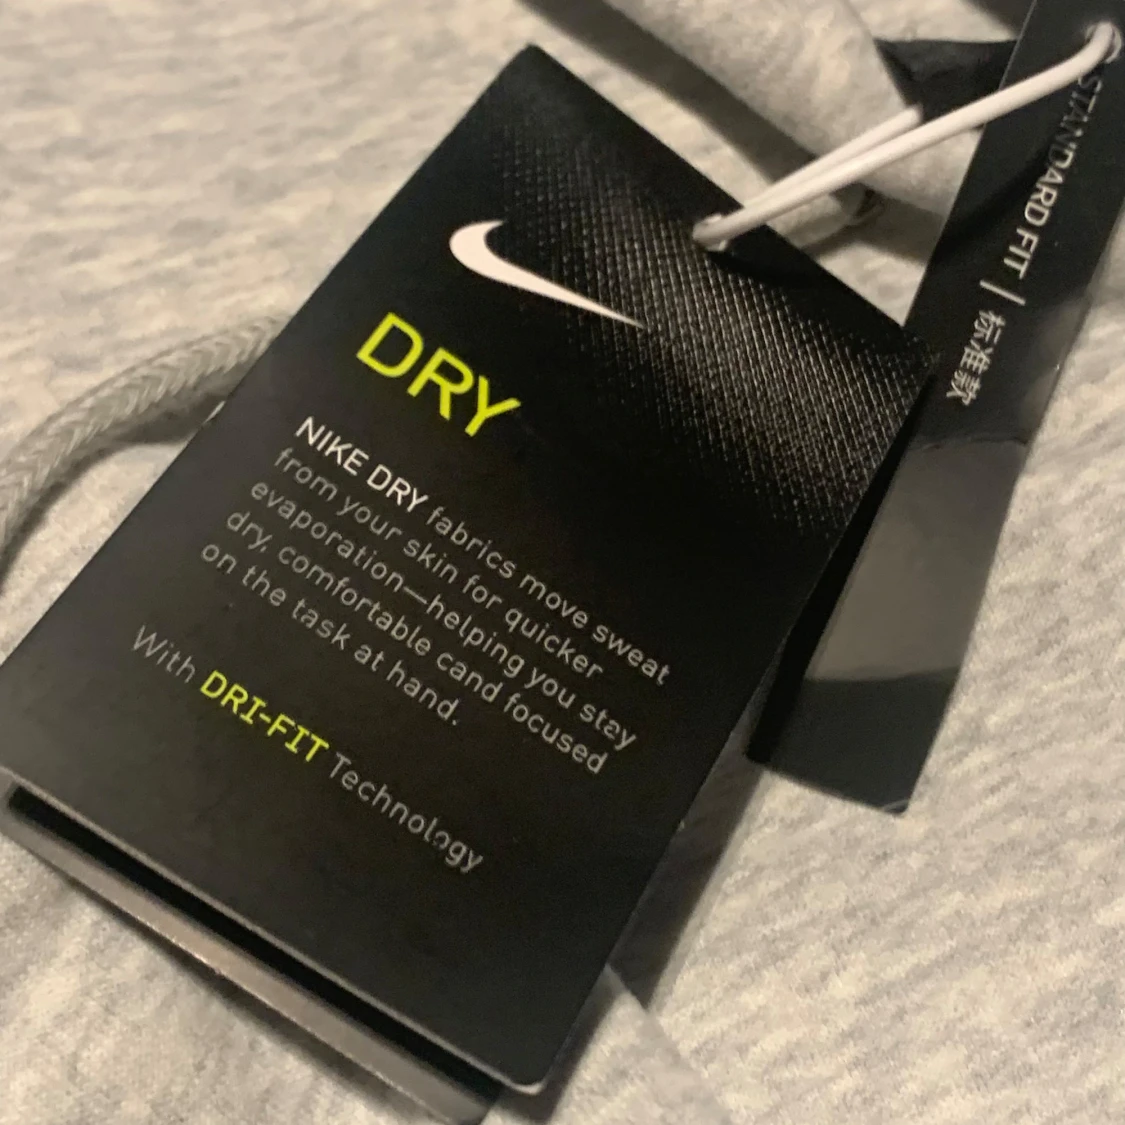 DRY
NIKE DRY fabrics move sweat
from your skin for quicker
evaporation—helping you stay
dry, comfortable cand focused
on the task at hand.
With DRI-FIT Technology
STANDARD FIT | 标准款